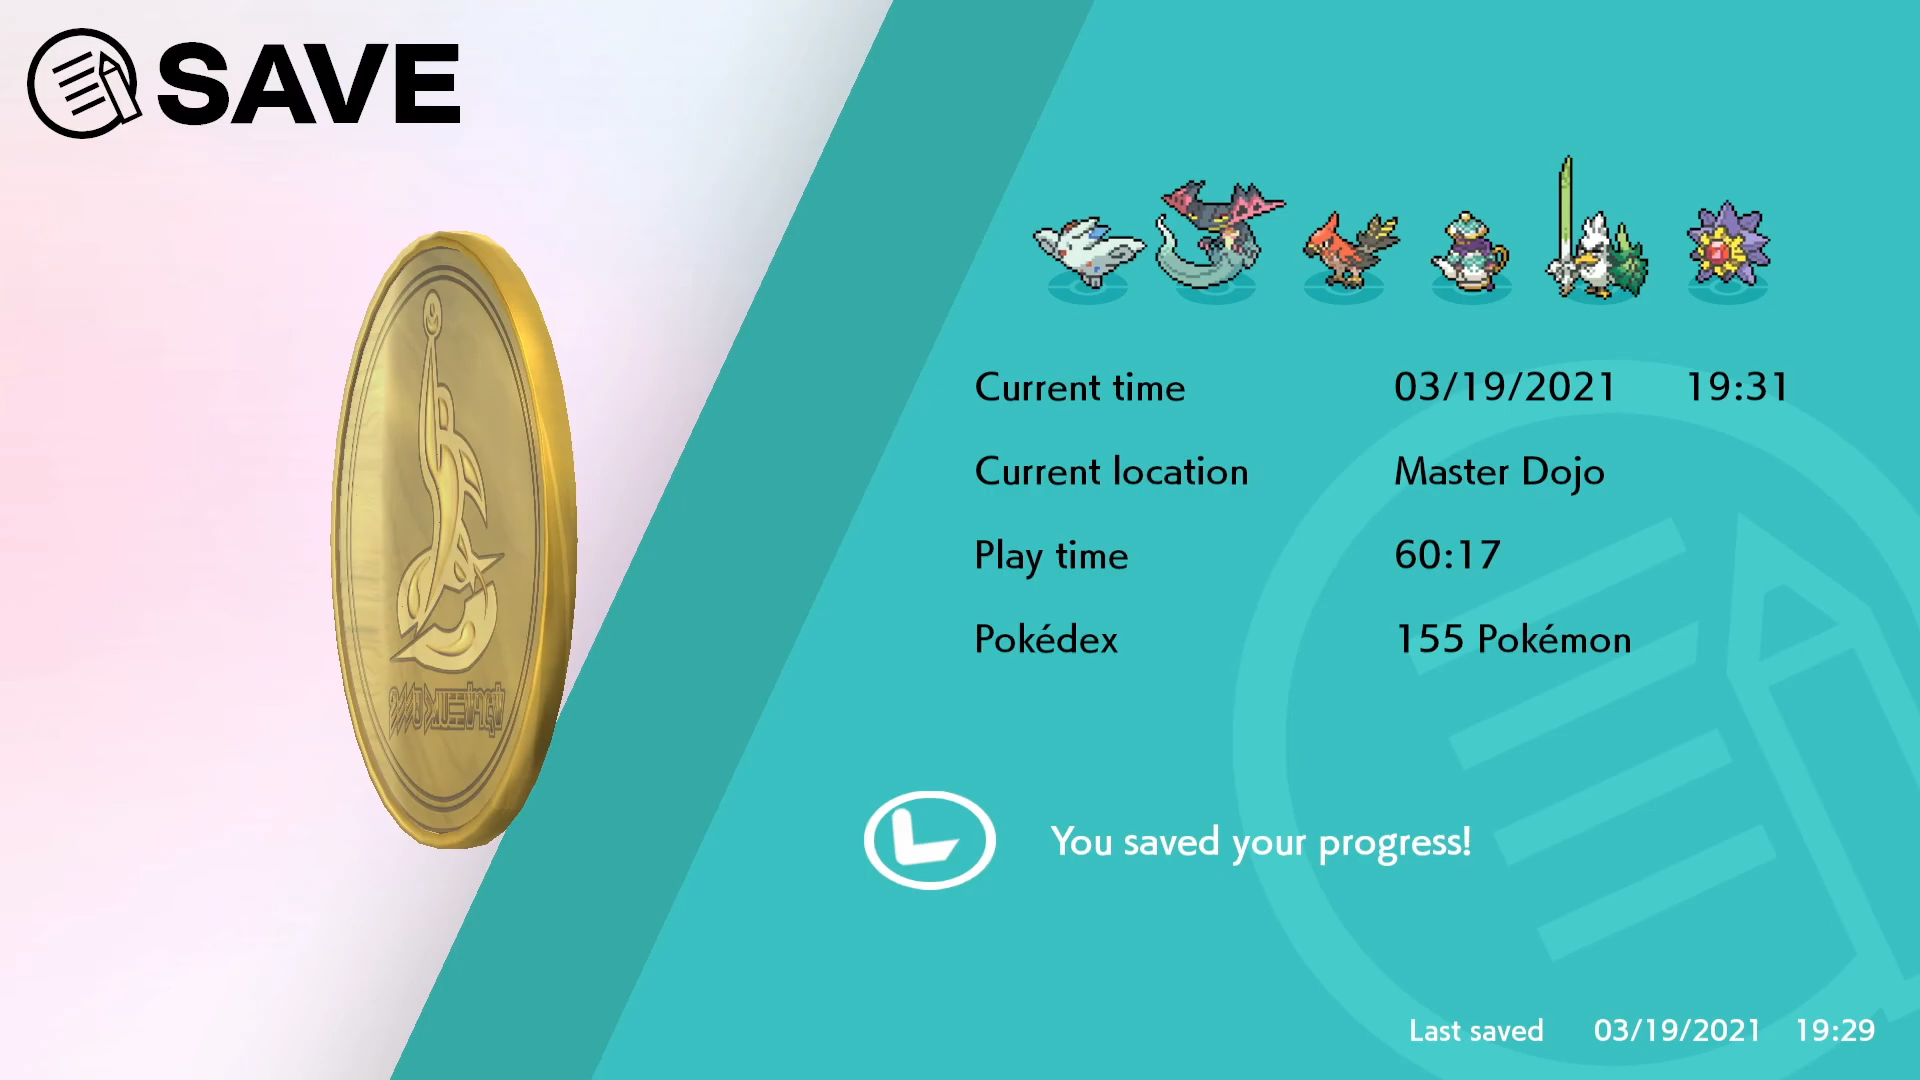 SAVE
Current time 03/19/2021 19:31
Current location Master Dojo
Play time 60:17
Pokédex 155 Pokémon
You saved your progress!
Last saved 03/19/2021 19:29